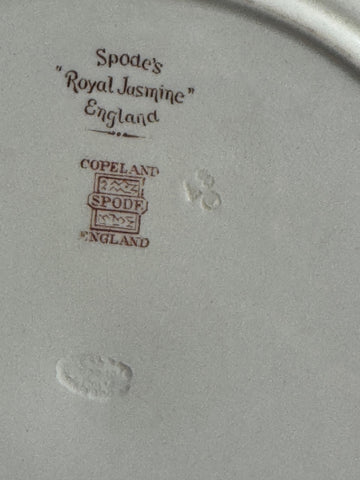 Spode's
"Royal Jasmine"
England
COPELAND
SPODE
ENGLAND